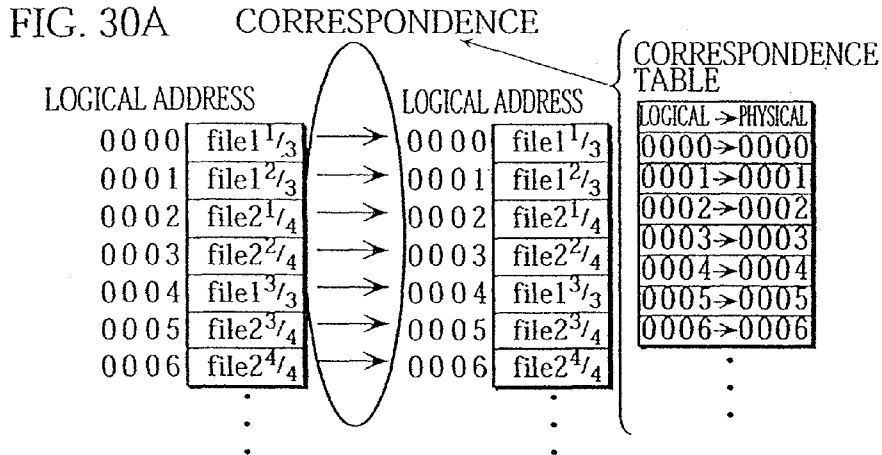 FIG. 30A CORRESPONDENCE
CORRESPONDENCE
TABLE
LOGICAL ADDRESS
0000 file1 1/3
0001 file1 2/3
0002 file2 1/4
0003 file2 2/4
0004 file1 3/3
0005 file2 3/4
0006 file2 4/4
LOGICAL ADDRESS
0000 file1 1/3
0001 file1 2/3
0002 file2 1/4
0003 file2 2/4
0004 file1 3/3
0005 file2 3/4
0006 file2 4/4
LOGICAL → PHYSICAL
0000→0000
0001→0001
0002→0002
0003→0003
0004→0004
0005→0005
0006→0006